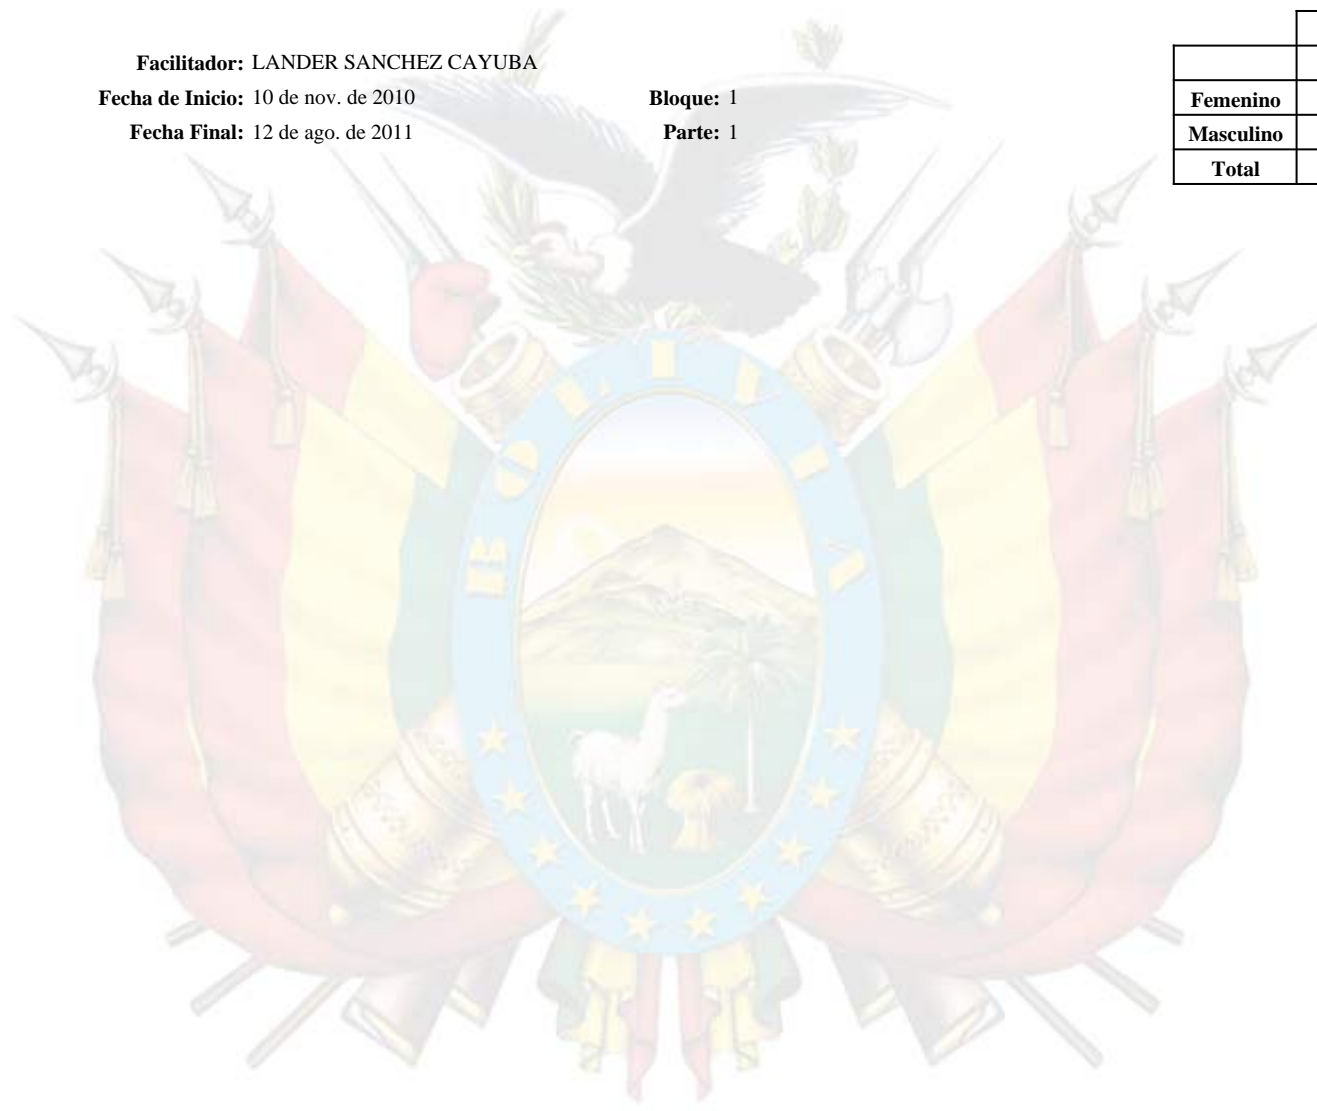 Facilitador: LANDER SANCHEZ CAYUBA
Fecha de Inicio: 10 de nov. de 2010 Bloque: 1
Femenino
Fecha Final: 12 de ago. de 2011 Parte: 1
Masculino
Total
BOLIVIA